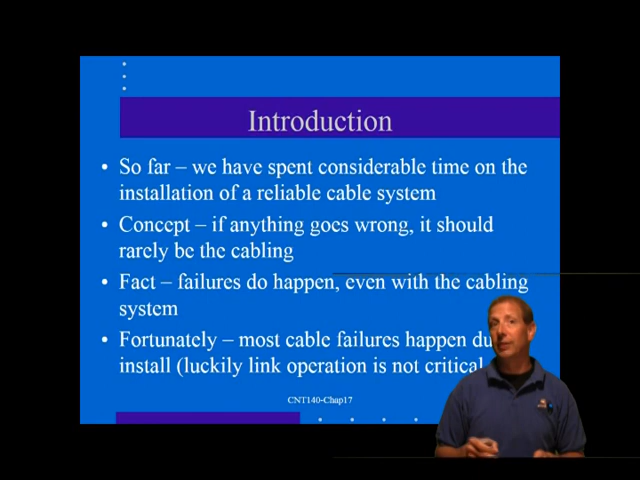 Introduction
• So far – we have spent considerable time on the
installation of a reliable cable system
• Concept – if anything goes wrong, it should
rarely be the cabling
• Fact – failures do happen, even with the cabling
system
• Fortunately – most cable failures happen
install (luckily link operation is not critical
CNT140-Chap17